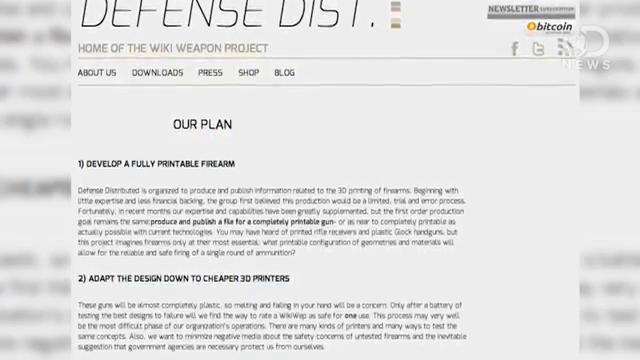 DEFENSE DIST.
NEWSLETTER SUBSCRIPTION
bitcoin
HOME OF THE WIKI WEAPON PROJECT
D
NEWS
ABOUT US DOWNLOADS PRESS SHOP BLOG
OUR PLAN
1) DEVELOP A FULLY PRINTABLE FIREARM
Defense Distributed is organized to produce and publish information related to the 3D printing of firearms. Beginning with
little expertise and less financial backing, the group first believed this production would be a limited, trial and error process.
Fortunately, in recent months our expertise and capabilities have been greatly supplemented, but the first order production
goal remains the same:produce and publish a file for a completely printable gun- or as near to completely printable as
actually possible with current technologies. You may have heard of printed rifle receivers and plastic Glock handguns, but
this project imagines firearms only at their most essential: what printable configuration of geometries and materials will
allow for the reliable and safe firing of a single round of ammunition?
2) ADAPT THE DESIGN DOWN TO CHEAPER 3D PRINTERS
These guns will be almost completely plastic, so melting and failing in your hand will be a concern. Only after a battery of
testing the best designs to failure will we find the way to rate a WikiWep as safe for one use. This process may very well
be the most difficult phase of our organization's operations. There are many kinds of printers and many ways to test the
same concepts. Also, we want to minimize negative media about the safety concerns of untested firearms and the inevitable
suggestion that government agencies are necessary protect us from ourselves.
CHEAPER